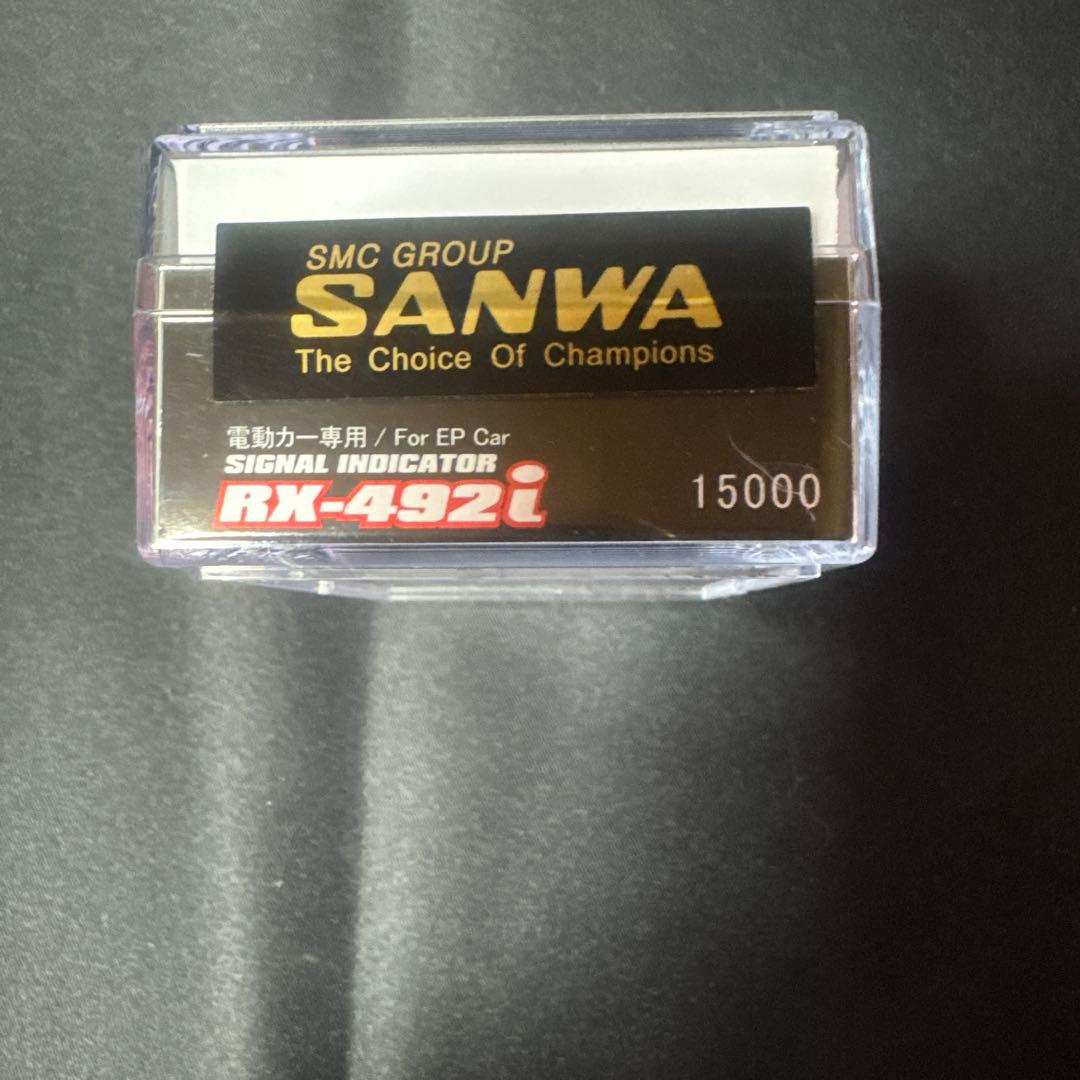 SMC GROUP
SANWA
The Choice Of Champions
電動カー専用 / For EP Car
SIGNAL INDICATOR
RX-492i
15000